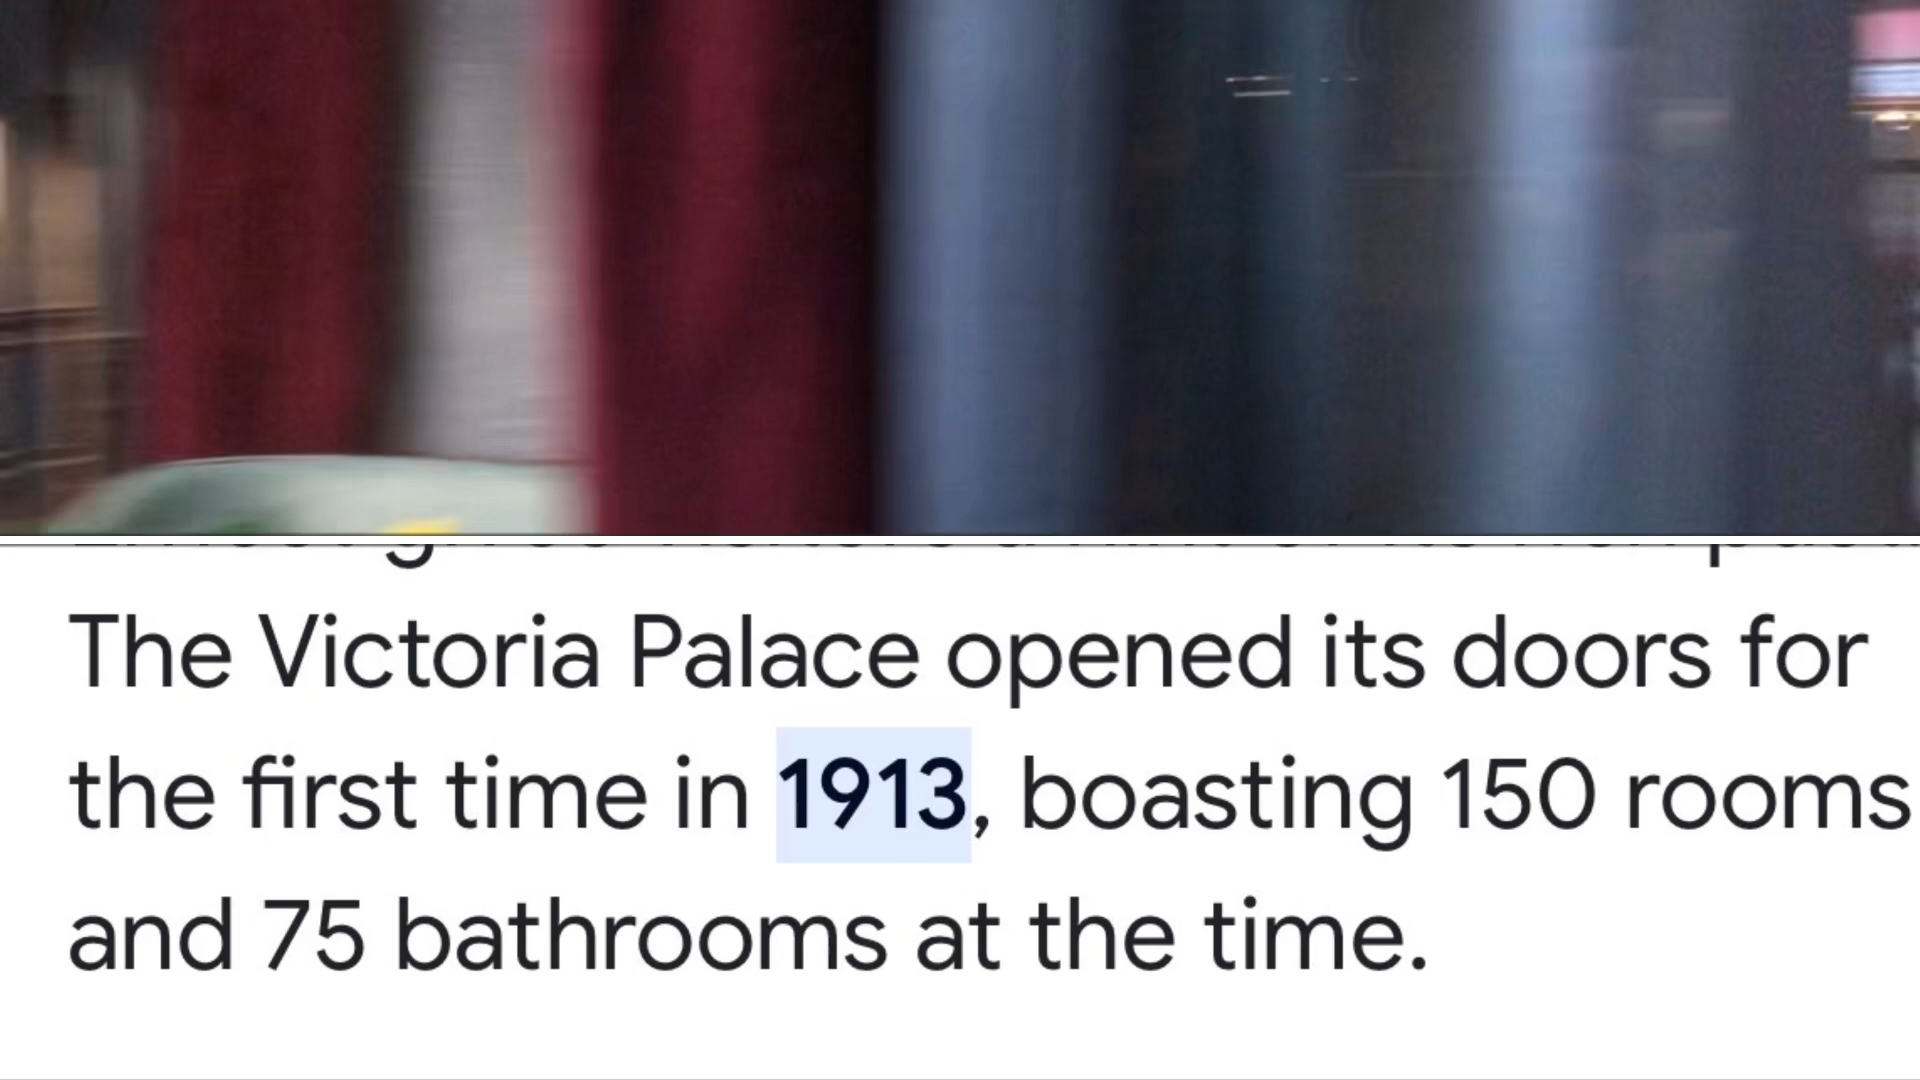 The Victoria Palace opened its doors for
the first time in 1913, boasting 150 rooms
and 75 bathrooms at the time.